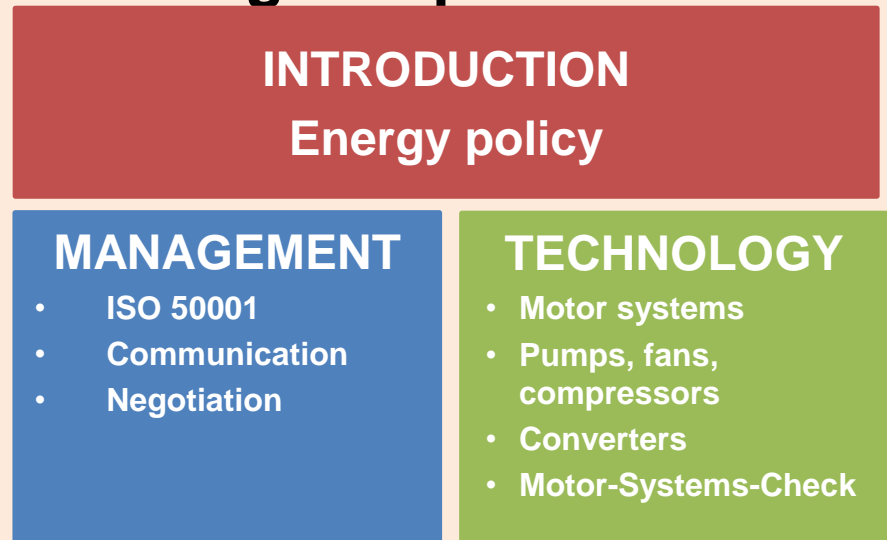 INTRODUCTION
Energy policy
MANAGEMENT
• ISO 50001
• Communication
• Negotiation
TECHNOLOGY
• Motor systems
• Pumps, fans,
compressors
• Converters
• Motor-Systems-Check